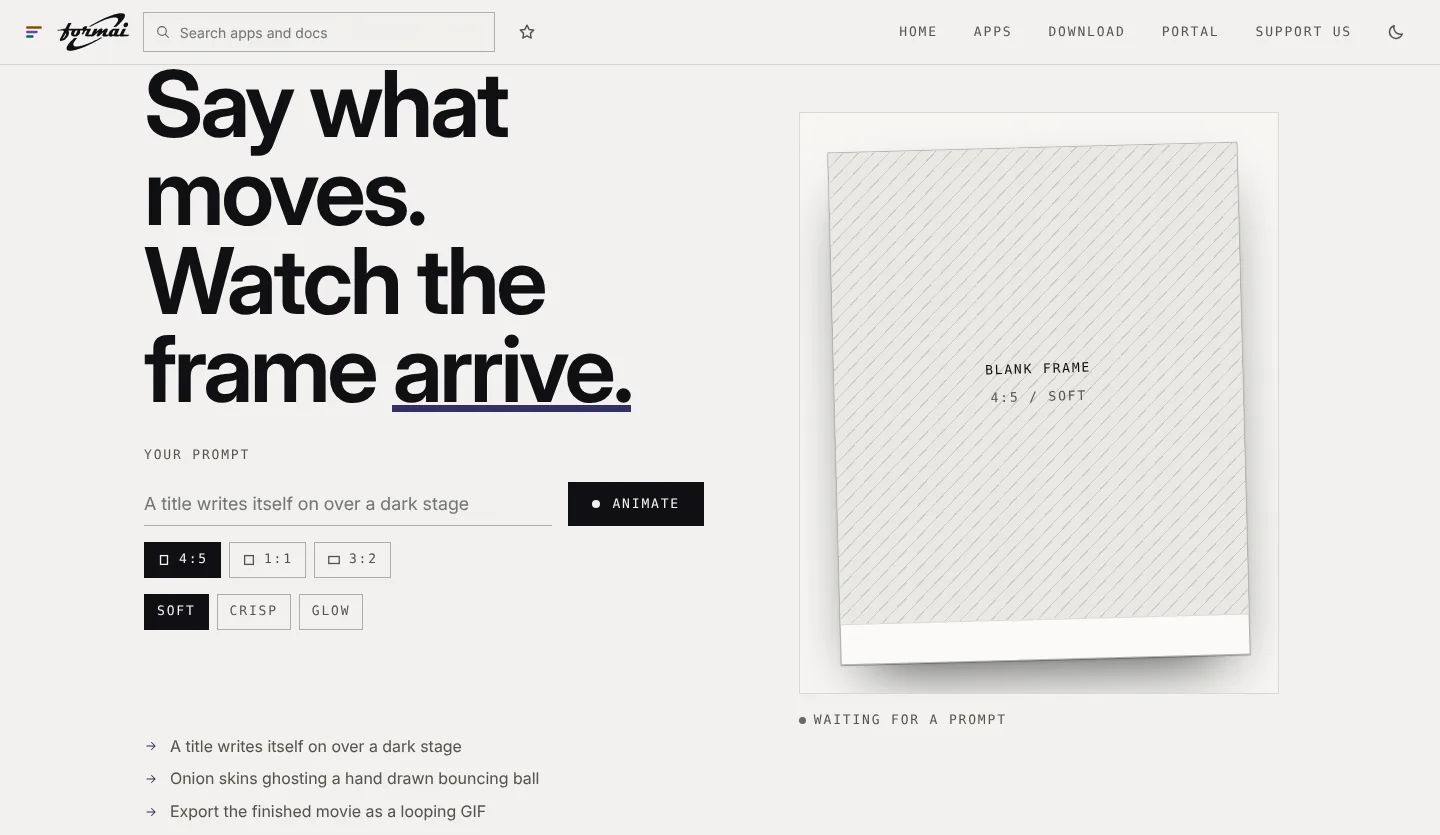 formai
Search apps and docs
HOME
APPS
DOWNLOAD
PORTAL
SUPPORT US
Say what
moves.
Watch the
frame arrive.
YOUR PROMPT
A title writes itself on over a dark stage
ANIMATE
4:5
1:1
3:2
SOFT
CRISP
GLOW
A title writes itself on over a dark stage
Onion skins ghosting a hand drawn bouncing ball
Export the finished movie as a looping GIF
BLANK FRAME
4:5 / SOFT
WAITING FOR A PROMPT